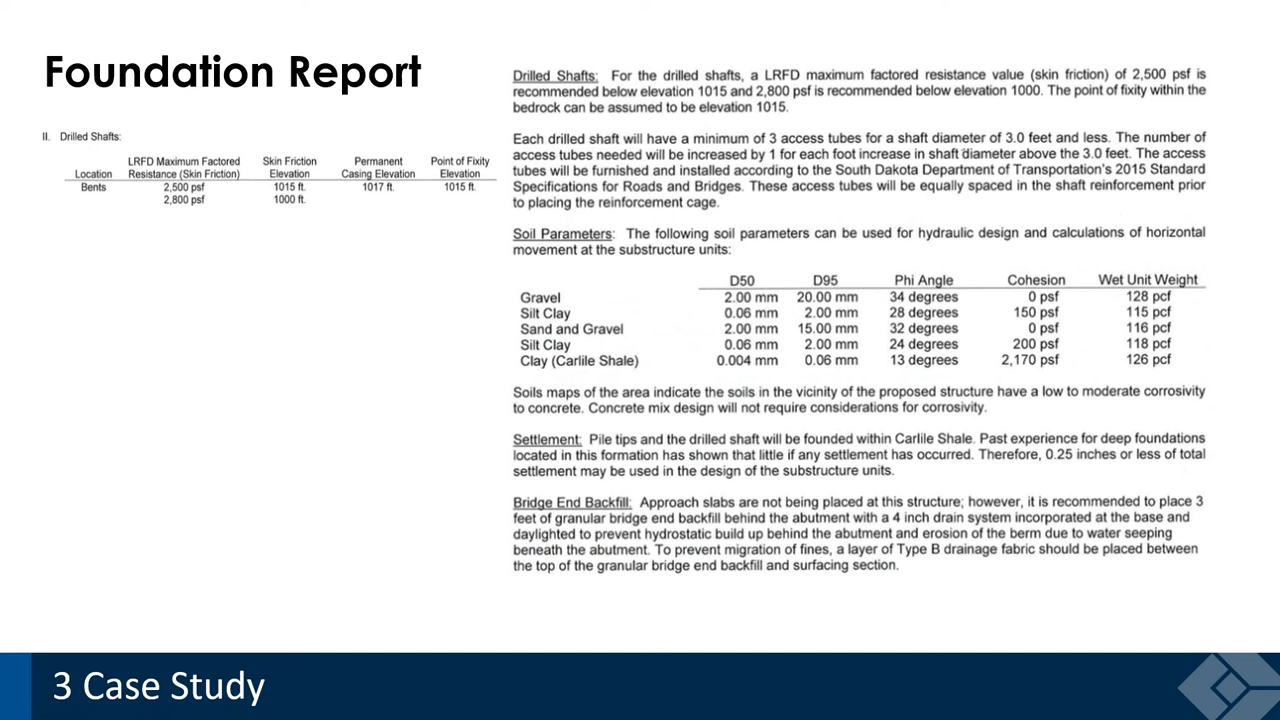 Foundation Report
II. Drilled Shafts:
LRFD Maximum Factored Skin Friction Permanent Point of Fixity
Location Resistance (Skin Friction) Elevation Casing Elevation Elevation
Bents 2,500 psf 1015 ft. 1017 ft. 1015 ft.
2,800 psf 1000 ft.
Drilled Shafts: For the drilled shafts, a LRFD maximum factored resistance value (skin friction) of 2,500 psf is
recommended below elevation 1015 and 2,800 psf is recommended below elevation 1000. The point of fixity within the
bedrock can be assumed to be elevation 1015.
Each drilled shaft will have a minimum of 3 access tubes for a shaft diameter of 3.0 feet and less. The number of
access tubes needed will be increased by 1 for each foot increase in shaft diameter above the 3.0 feet. The access
tubes will be furnished and installed according to the South Dakota Department of Transportation's 2015 Standard
Specifications for Roads and Bridges. These access tubes will be equally spaced in the shaft reinforcement prior
to placing the reinforcement cage.
Soil Parameters: The following soil parameters can be used for hydraulic design and calculations of horizontal
movement at the substructure units:
D50 D95 Phi Angle Cohesion Wet Unit Weight
Gravel 2.00 mm 20.00 mm 34 degrees 0 psf 128 pcf
Silt Clay 0.06 mm 2.00 mm 28 degrees 150 psf 115 pcf
Sand and Gravel 2.00 mm 15.00 mm 32 degrees 0 psf 116 pcf
Silt Clay 0.06 mm 2.00 mm 24 degrees 200 psf 118 pcf
Clay (Carlile Shale) 0.004 mm 0.06 mm 13 degrees 2,170 psf 126 pcf
Soils maps of the area indicate the soils in the vicinity of the proposed structure have a low to moderate corrosivity
to concrete. Concrete mix design will not require considerations for corrosivity.
Settlement: Pile tips and the drilled shaft will be founded within Carlile Shale. Past experience for deep foundations
located in this formation has shown that little if any settlement has occurred. Therefore, 0.25 inches or less of total
settlement may be used in the design of the substructure units.
Bridge End Backfill: Approach slabs are not being placed at this structure; however, it is recommended to place 3
feet of granular bridge end backfill behind the abutment with a 4 inch drain system incorporated at the base and
daylighted to prevent hydrostatic build up behind the abutment and erosion of the berm due to water seeping
beneath the abutment. To prevent migration of fines, a layer of Type B drainage fabric should be placed between
the top of the granular bridge end backfill and surfacing section.
3 Case Study